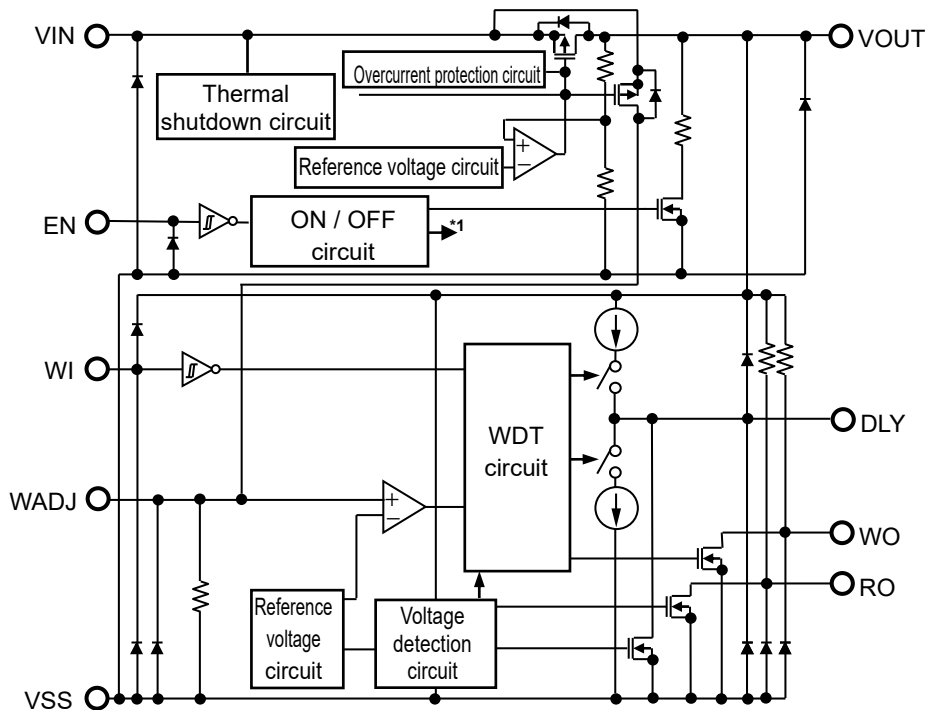 VIN
VOUT
Overcurrent protection circuit
Thermal
shutdown circuit
+
−
Reference voltage circuit
EN
ON / OFF
circuit
*1
WI
WDT
circuit
DLY
WADJ
+
−
WO
RO
Reference
voltage
circuit
Voltage
detection
circuit
VSS